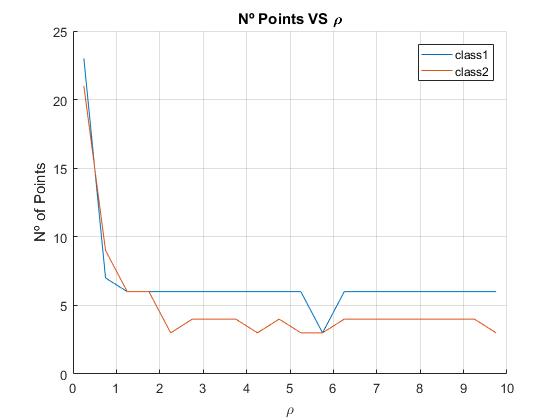 Nº Points VS ρ
class1
class2
25
20
15
10
5
0
Nº of Points
0 1 2 3 4 5 6 7 8 9 10
ρ